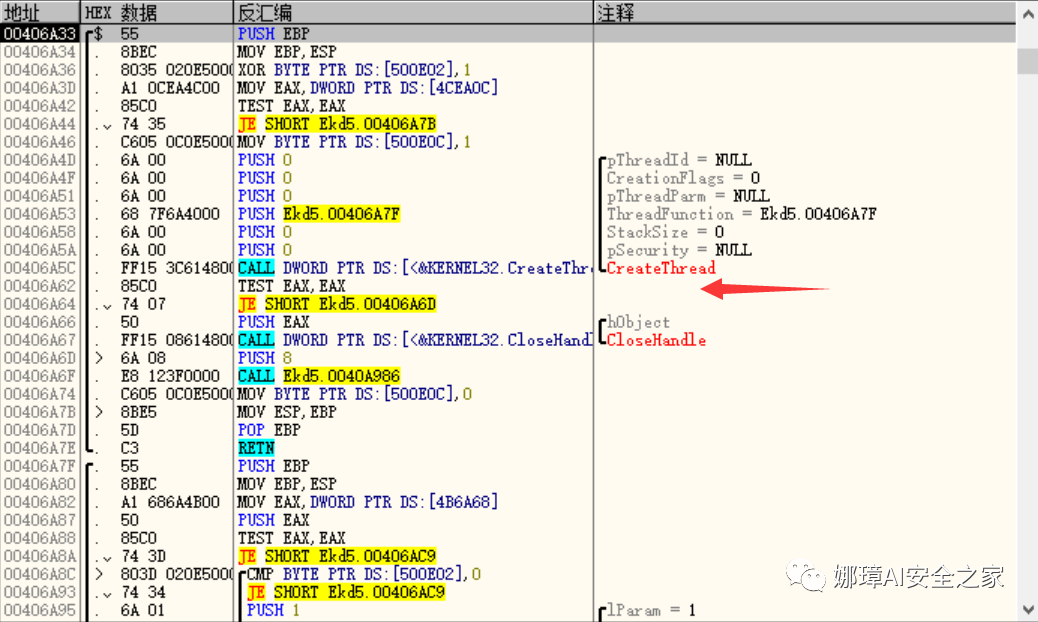 地址 HEX 数据 反汇编 注释
00406A33 $ 55 PUSH EBP
00406A34 . 8BEC MOV EBP,ESP
00406A36 . 8035 020E5000 XOR BYTE PTR DS:[500E02],1
00406A3D . A1 0CEA4C00 MOV EAX,DWORD PTR DS:[4CEA0C]
00406A42 . 85C0 TEST EAX,EAX
00406A44 . 74 35 JE SHORT Ekd5.00406A7B
00406A46 . C605 0C0E5000 MOV BYTE PTR DS:[500E0C],1
00406A4D . 6A 00 PUSH 0 pThreadId = NULL
00406A4F . 6A 00 PUSH 0 CreationFlags = 0
00406A51 . 6A 00 PUSH 0 pThreadParm = NULL
00406A53 . 68 7F6A4000 PUSH Ekd5.00406A7F ThreadFunction = Ekd5.00406A7F
00406A58 . 6A 00 PUSH 0 StackSize = 0
00406A5A . 6A 00 PUSH 0 pSecurity = NULL
00406A5C . FF15 3C614800 CALL DWORD PTR DS:[<&KERNEL32.CreateThre CreateThread
00406A62 . 85C0 TEST EAX,EAX
00406A64 . 74 07 JE SHORT Ekd5.00406A6D
00406A66 . 50 PUSH EAX hObject
00406A67 . FF15 08614800 CALL DWORD PTR DS:[<&KERNEL32.CloseHandl CloseHandle
00406A6D > 6A 08 PUSH 8
00406A6F . E8 123F0000 CALL Ekd5.0040A986
00406A74 . C605 0C0E5000 MOV BYTE PTR DS:[500E0C],0
00406A7B > 8BE5 MOV ESP,EBP
00406A7D . 5D POP EBP
00406A7E . C3 RETN
00406A7F . 55 PUSH EBP
00406A80 . 8BEC MOV EBP,ESP
00406A82 . A1 686A4B00 MOV EAX,DWORD PTR DS:[4B6A68]
00406A87 . 50 PUSH EAX
00406A88 . 85C0 TEST EAX,EAX
00406A8A . 74 3D JE SHORT Ekd5.00406AC9
00406A8C > 803D 020E5000 CMP BYTE PTR DS:[500E02],0
00406A93 . 74 34 JE SHORT Ekd5.00406AC9
00406A95 . 6A 01 PUSH 1 lParam = 1
娜璋AI安全之家